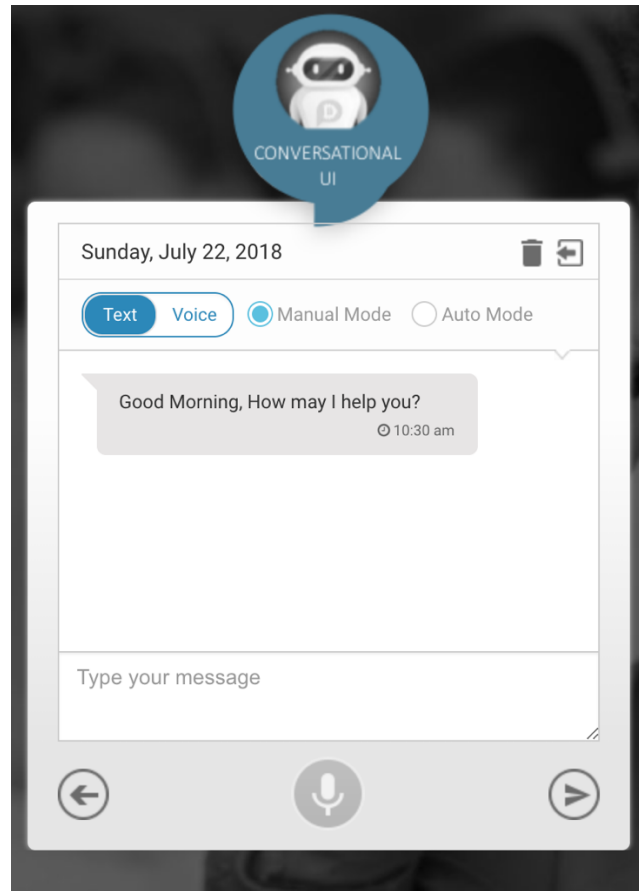 CONVERSATIONAL
UI
Sunday, July 22, 2018
Text Voice Manual Mode Auto Mode
Good Morning, How may I help you?
10:30 am
Type your message